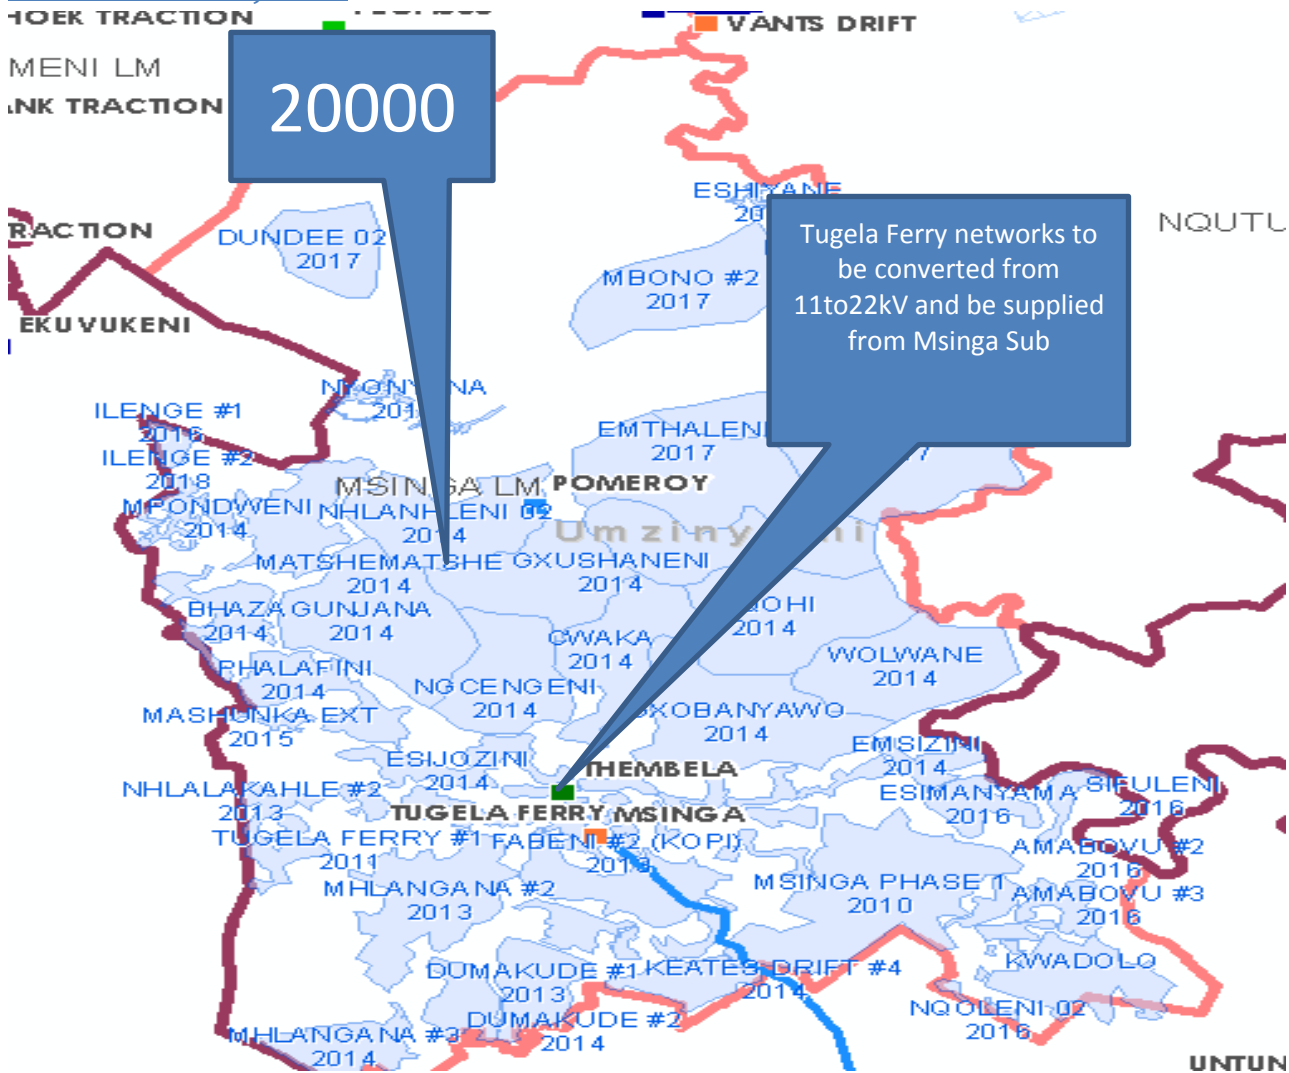 HOEK TRACTION
VANTS DRIFT
MENI LM
NK TRACTION
20000
RACTION
ESHIYANE
20
Tugela Ferry networks to
be converted from
11to22kV and be supplied
from Msinga Sub
NQUTU
DUNDEE 02
2017
MBONO #2
2017
EKUVUKENI
201
ILENGE #1
2016
EMTHALENI
2017
ILENGE #2
2018
MSINGA LM
POMEROY
MPONDWENI
2014
NHLANHLENI 02
2014
Umziny
MATSHEMATSHE
2014
GXUSHANENI
2014
BHAZA
2014
GUNJANA
2014
QOHI
2014
CWAKA
2014
WOLWANE
2014
PHALAFINI
2014
NGCENGENI
2014
MASHUNKA EXT
2015
GXOBANYAWO
2014
ESIJOZINI
2014
EMSIZINI
2014
THEMBELA
NHLALAKAHLE #2
2013
ESIMANYAMA
2016
SIFULENI
2016
TUGELA FERRY
MSINGA
TUGELA FERRY #1
2011
FABENI #2 (KOPI)
2013
AMABOVU #2
2016
MHLANGANA #2
2013
MSINGA PHASE 1
2010
AMABOVU #3
2016
DUMAKUDE #1
2013
KEATES DRIFT #4
2014
KWADOLO
NQOLENI 02
2016
DUMAKUDE #2
2014
MHLANGANA #3
2014
UNTUN